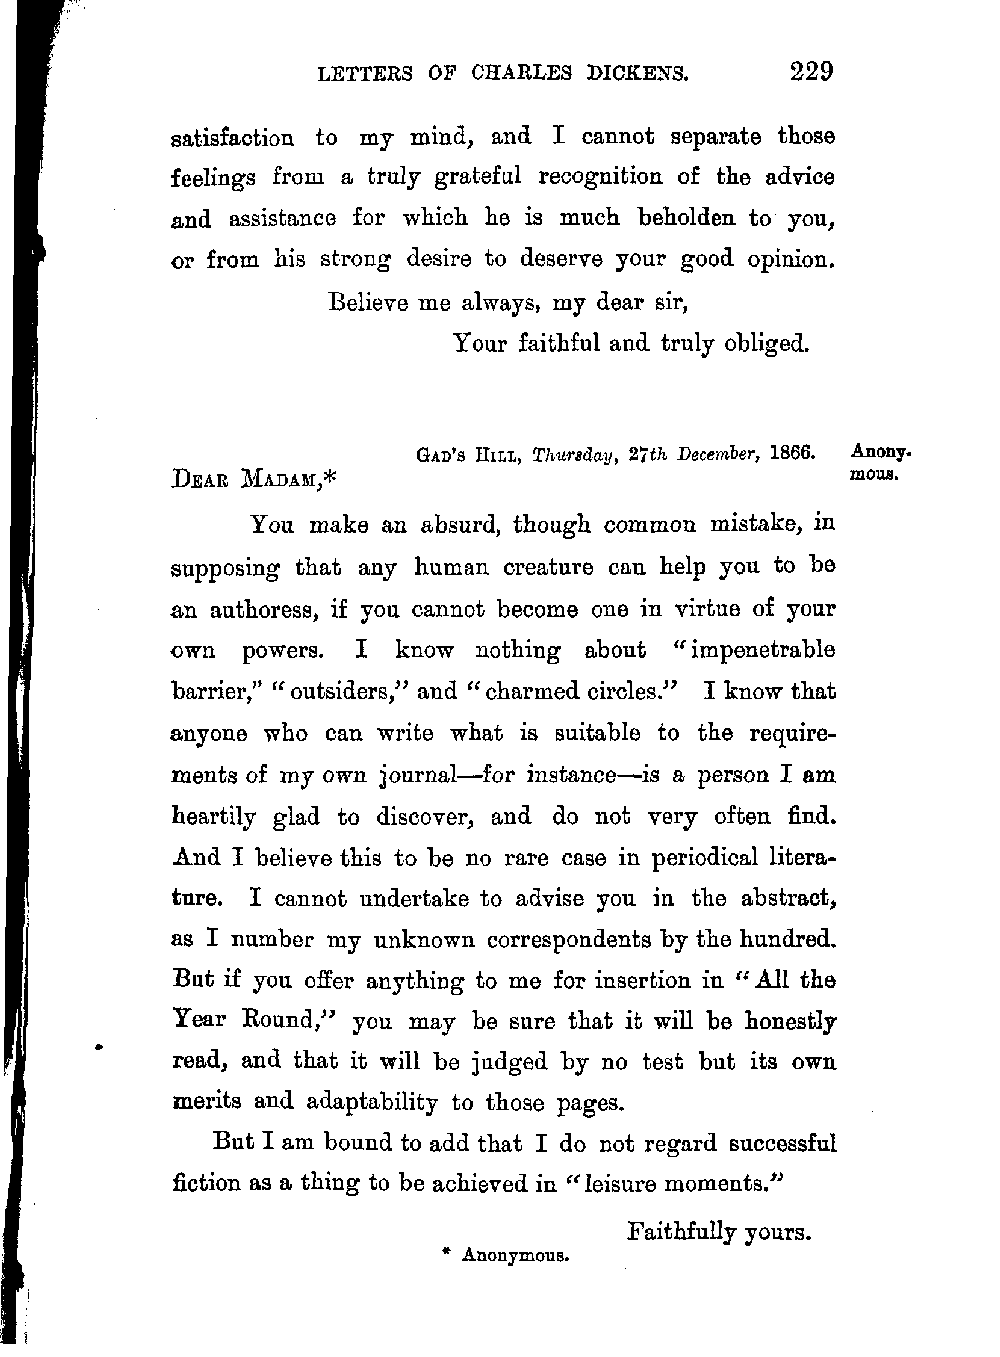 LETTERS OF CHARLES DICKENS. 229
satisfaction to my mind, and I cannot separate those
feelings from a truly grateful recognition of the advice
and assistance for which he is much beholden to you,
or from his strong desire to deserve your good opinion.
Believe me always, my dear sir,
Your faithful and truly obliged.
GAD'S HILL, Thursday, 27th December, 1866.
Anony-
mous.
DEAR MADAM,*
You make an absurd, though common mistake, in
supposing that any human creature can help you to be
an authoress, if you cannot become one in virtue of your
own powers. I know nothing about "impenetrable
barrier," "outsiders," and "charmed circles." I know that
anyone who can write what is suitable to the require-
ments of my own journal—for instance—is a person I am
heartily glad to discover, and do not very often find.
And I believe this to be no rare case in periodical litera-
ture. I cannot undertake to advise you in the abstract,
as I number my unknown correspondents by the hundred.
But if you offer anything to me for insertion in "All the
Year Round," you may be sure that it will be honestly
read, and that it will be judged by no test but its own
merits and adaptability to those pages.
But I am bound to add that I do not regard successful
fiction as a thing to be achieved in "leisure moments."
Faithfully yours.
* Anonymous.